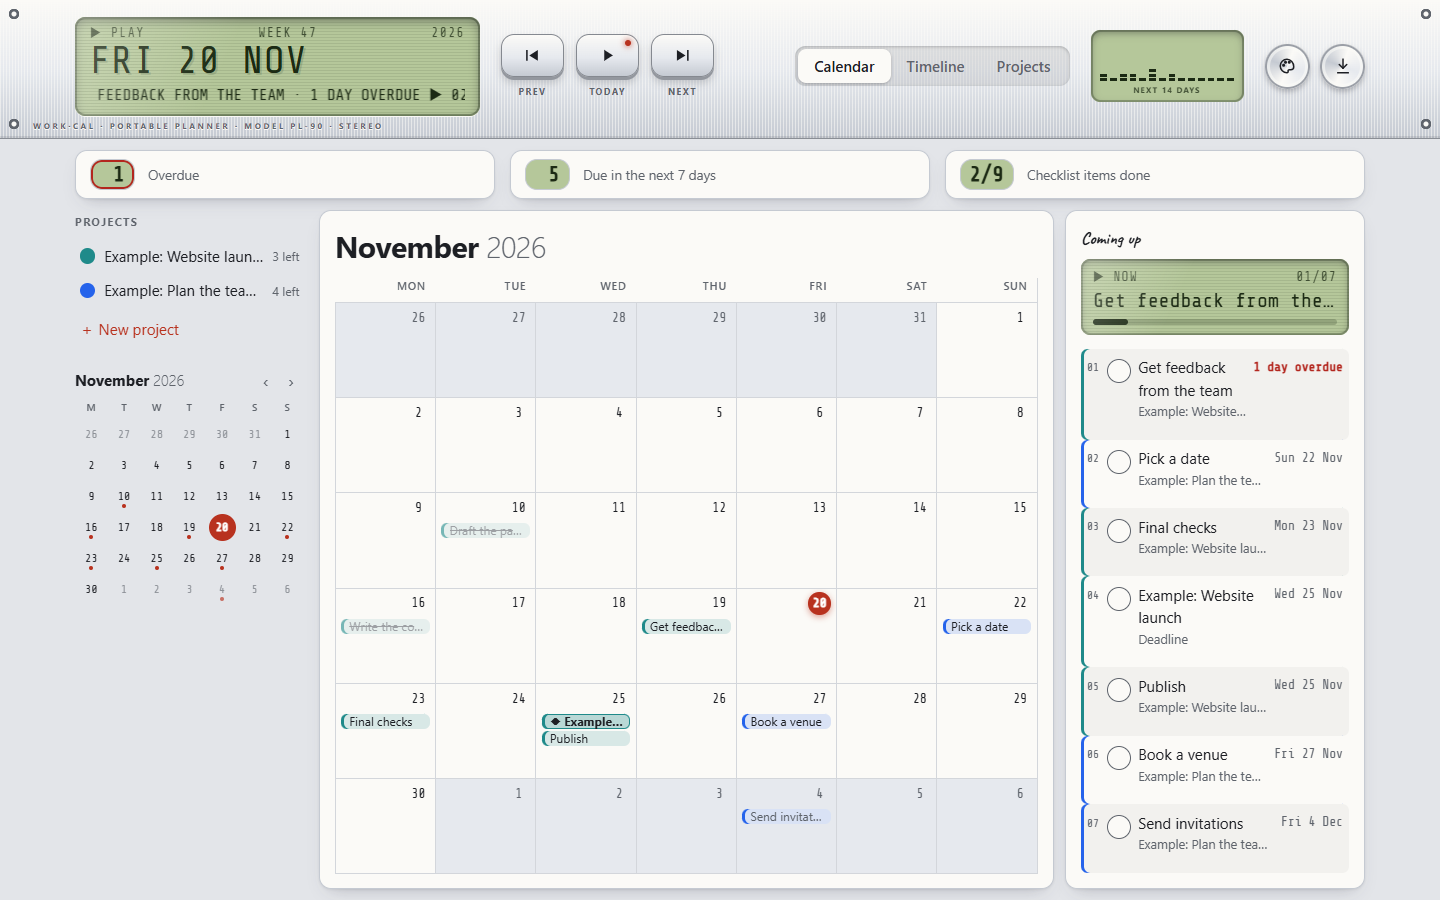 ▶ PLAY WEEK 47 2026
FRI 20 NOV
FEEDBACK FROM THE TEAM · 1 DAY OVERDUE ▶ 02
PREV TODAY NEXT
Calendar Timeline Projects
NEXT 14 DAYS
WORK-CAL · PORTABLE PLANNER · MODEL PL-90 · STEREO
1 Overdue
5 Due in the next 7 days
2/9 Checklist items done
PROJECTS
Example: Website laun... 3 left
Example: Plan the tea... 4 left
+ New project
November 2026 ‹ ›
M T W T F S S
26 27 28 29 30 31 1
2 3 4 5 6 7 8
9 10 11 12 13 14 15
16 17 18 19 20 21 22
23 24 25 26 27 28 29
30 1 2 3 4 5 6
November 2026
MON TUE WED THU FRI SAT SUN
26 27 28 29 30 31 1
2 3 4 5 6 7 8
9 10 11 12 13 14 15
Draft the pa...
16 17 18 19 20 21 22
Write the co... Get feedbac... Pick a date
23 24 25 26 27 28 29
Final checks ◆ Example... Book a venue
Publish
30 1 2 3 4 5 6
Send invitat...
Coming up
▶ NOW 01/07
Get feedback from the...
01 Get feedback 1 day overdue
from the team
Example: Website...
02 Pick a date Sun 22 Nov
Example: Plan the te...
03 Final checks Mon 23 Nov
Example: Website lau...
04 Example: Website Wed 25 Nov
launch
Deadline
05 Publish Wed 25 Nov
Example: Website lau...
06 Book a venue Fri 27 Nov
Example: Plan the te...
07 Send invitations Fri 4 Dec
Example: Plan the tea...